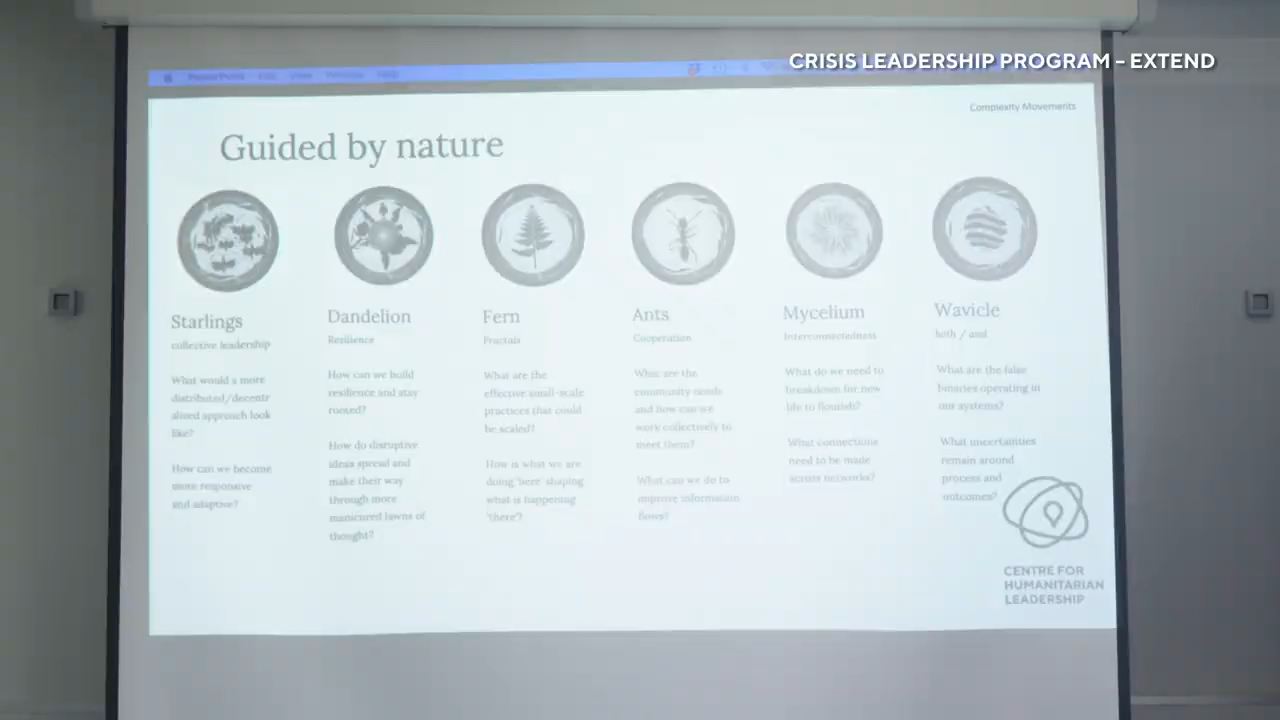 CRISIS LEADERSHIP PROGRAM – EXTEND
Complexity Movements
Guided by nature
Starlings
collective leadership
What would a more
distributed/decentr
alised approach look
like?
How can we become
more responsive
and adaptive?
Dandelion
Resilience
How can we build
resilience and stay
rooted?
How do disruptive
ideas spread and
make their way
through more
manicured lawns of
thought?
Fern
Fractals
What are the
effective small-scale
practices that could
be scaled?
How is what we are
doing 'here' shaping
what is happening
'there'?
Ants
Cooperation
What are the
community needs
and how can we
work collectively to
meet them?
What can we do to
improve information
flows?
Mycelium
Interconnectedness
What do we need to
breakdown for new
life to flourish?
What connections
need to be made
across networks?
Wavicle
both / and
What are the false
binaries operating in
our systems?
What uncertainties
remain around
process and
outcomes?
CENTRE FOR
HUMANITARIAN
LEADERSHIP